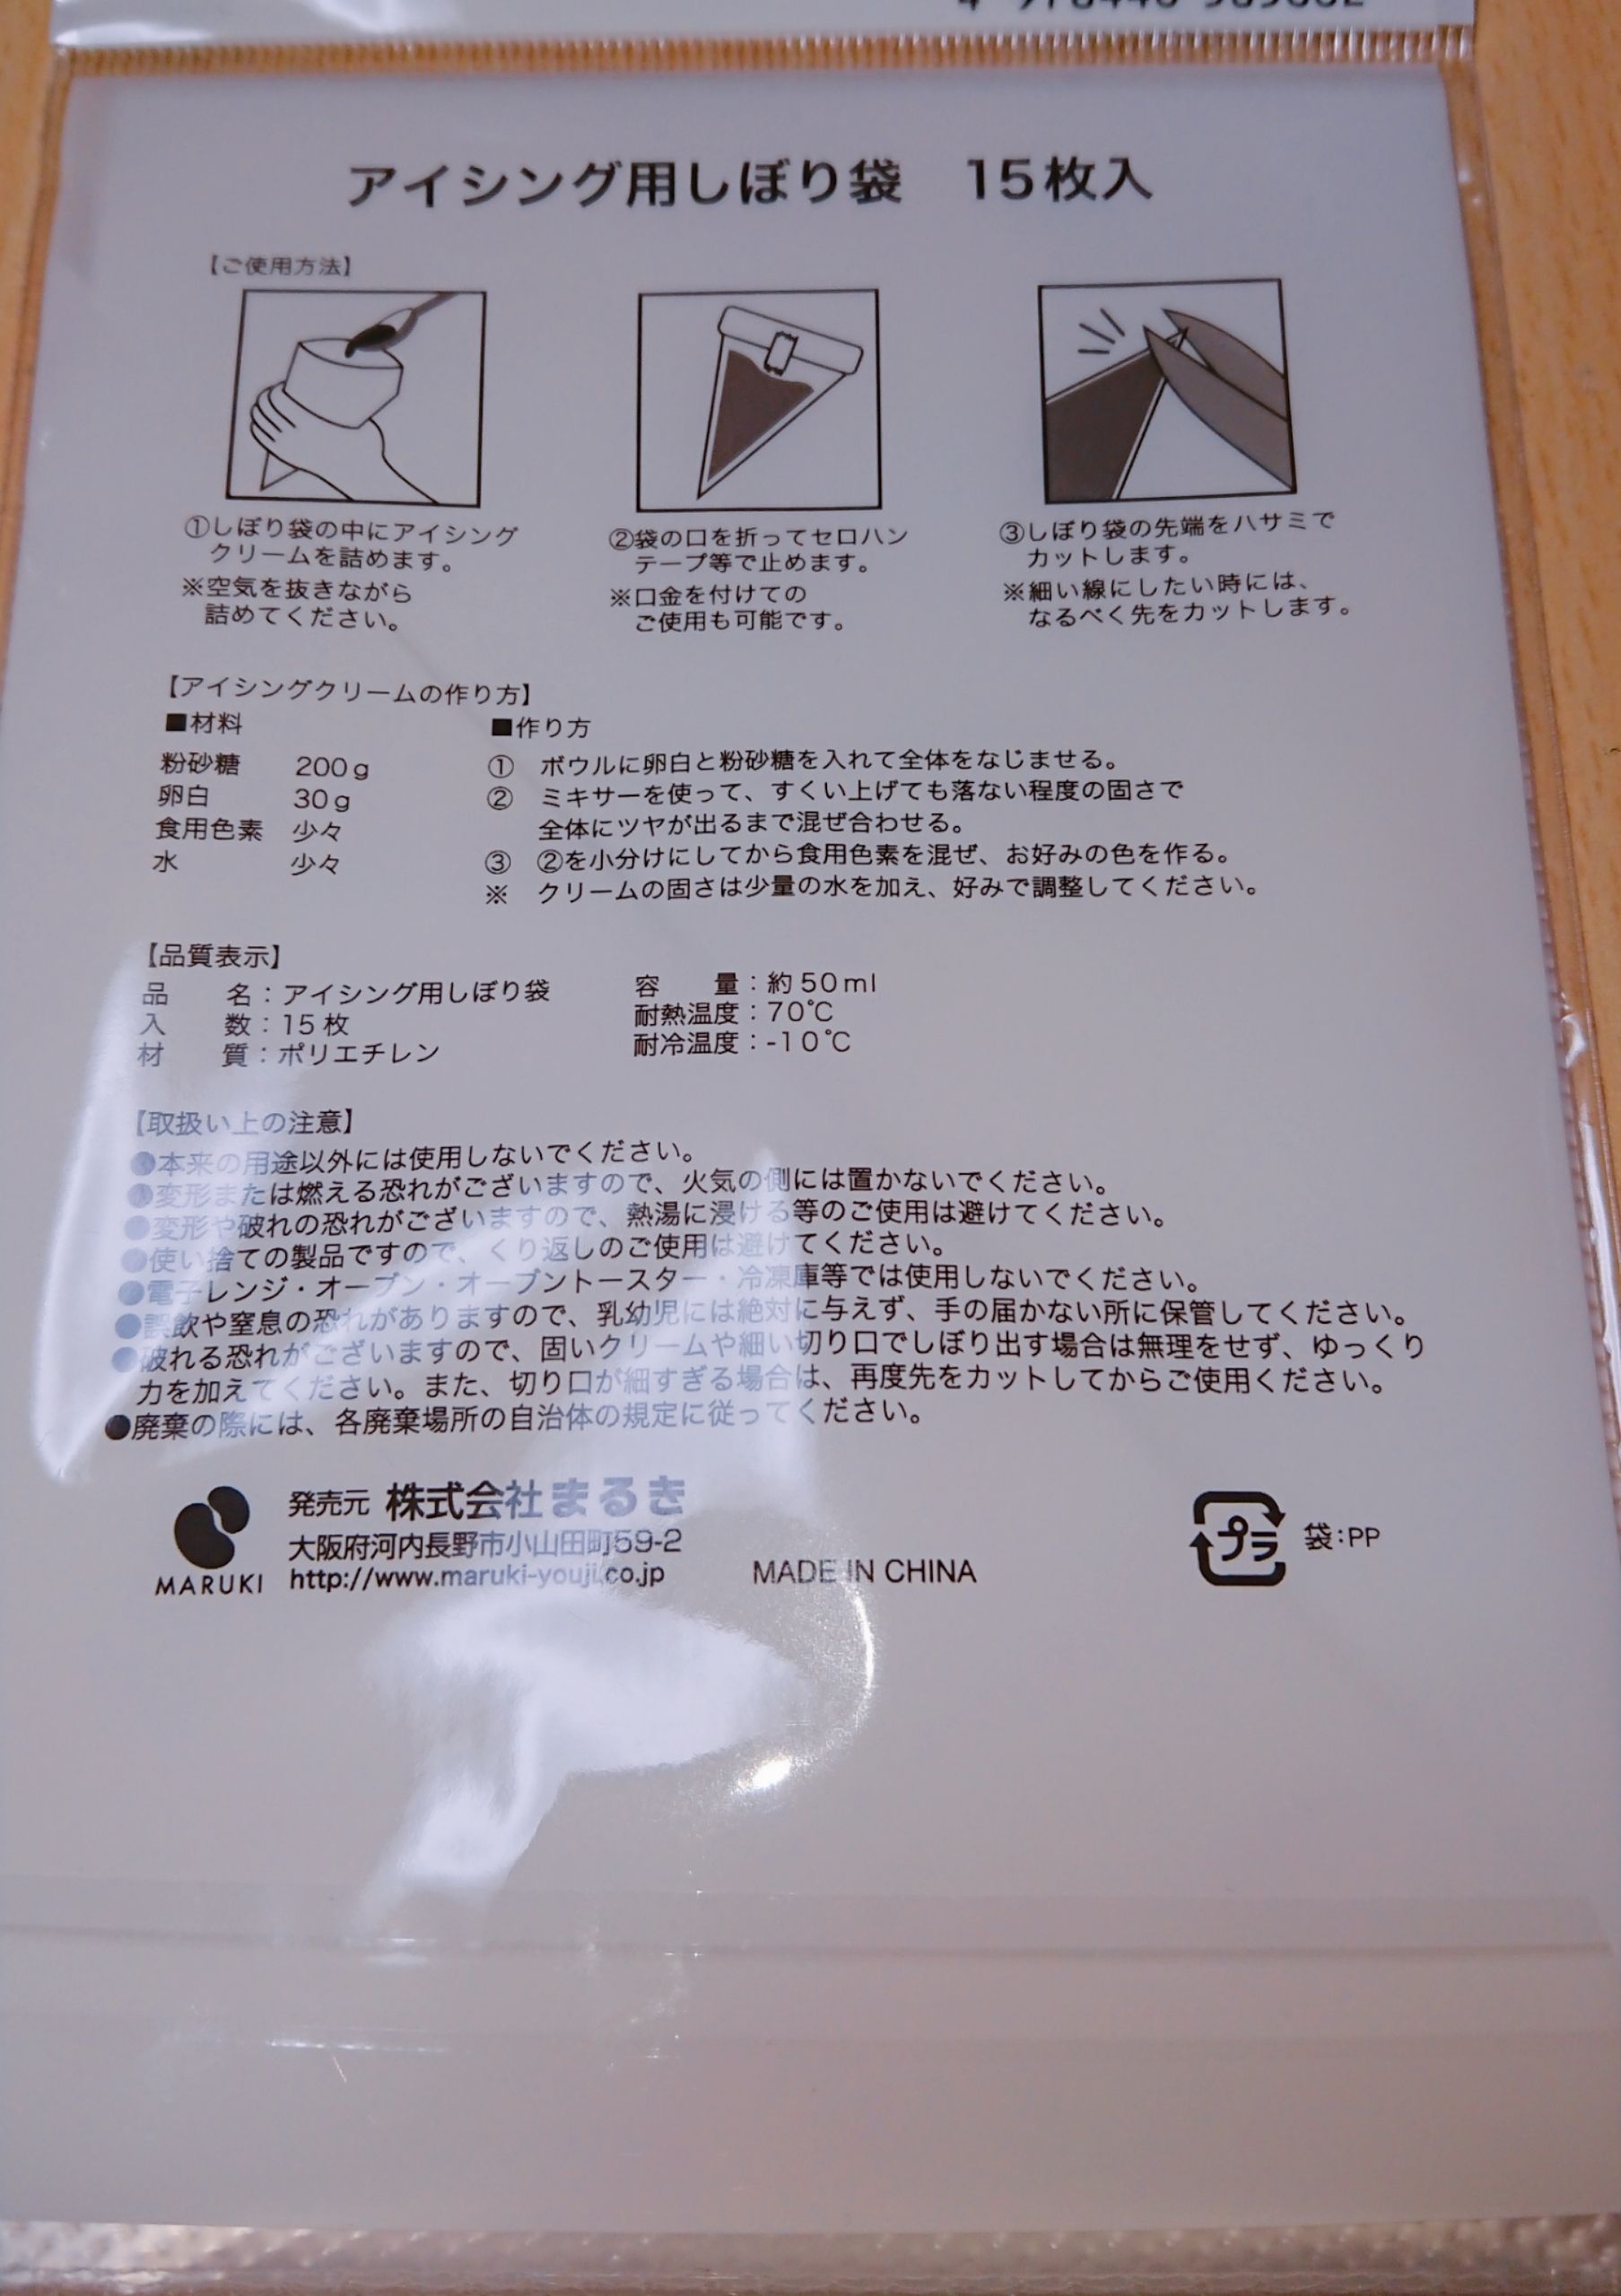 アイシング用しぼり袋　15枚入
【ご使用方法】
①しぼり袋の中にアイシング
クリームを詰めます。
※空気を抜きながら
詰めてください。
②袋の口を折ってセロハン
テープ等で止めます。
※口金を付けての
ご使用も可能です。
③しぼり袋の先端をハサミで
カットします。
※細い線にしたい時には、
なるべく先をカットします。
【アイシングクリームの作り方】
■材料
粉砂糖　200g
卵白　30g
食用色素　少々
水　少々
■作り方
①　ボウルに卵白と粉砂糖を入れて全体をなじませる。
②　ミキサーを使って、すくい上げても落ない程度の固さで
全体にツヤが出るまで混ぜ合わせる。
③　②を小分けにしてから食用色素を混ぜ、お好みの色を作る。
※　クリームの固さは少量の水を加え、好みで調整してください。
【品質表示】
品　名：アイシング用しぼり袋
入　数：15枚
材　質：ポリエチレン
容　量：約50ml
耐熱温度：70℃
耐冷温度：-10℃
【取扱い上の注意】
●本来の用途以外には使用しないでください。
●変形または燃える恐れがございますので、火気の側には置かないでください。
●変形や破れの恐れがございますので、熱湯に浸ける等のご使用は避けてください。
●使い捨ての製品ですので、くり返しのご使用は避けてください。
●電子レンジ・オーブン・オーブントースター・冷凍庫等では使用しないでください。
●誤飲や窒息の恐れがありますので、乳幼児には絶対に与えず、手の届かない所に保管してください。
●破れる恐れがございますので、固いクリームや細い切り口でしぼり出す場合は無理をせず、ゆっくり
力を加えてください。また、切り口が細すぎる場合は、再度先をカットしてからご使用ください。
●廃棄の際には、各廃棄場所の自治体の規定に従ってください。
MARUKI
発売元 株式会社まるき
大阪府河内長野市小山田町59-2
http://www.maruki-youji.co.jp
MADE IN CHINA
プラ
袋:PP